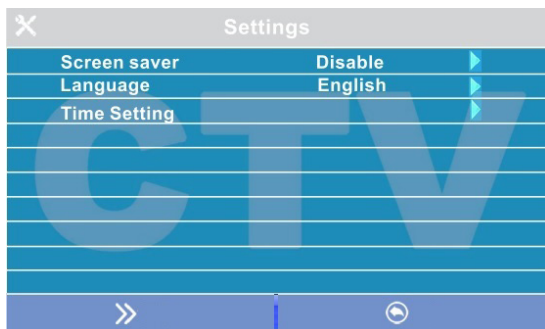 Settings
Screen saver Disable
Language English
Time Setting
CTV